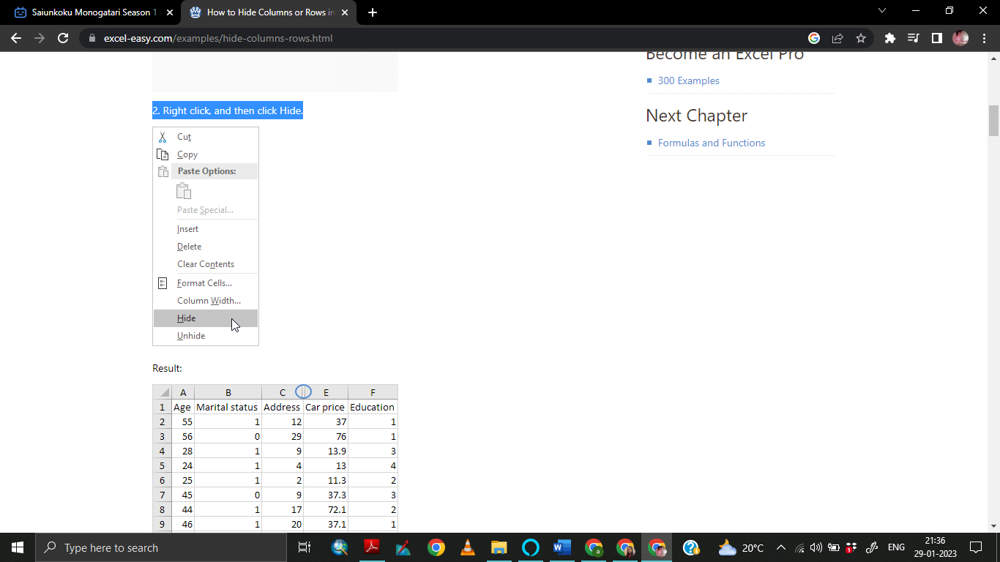 Saiunkoku Monogatari Season 1
How to Hide Columns or Rows in
excel-easy.com/examples/hide-columns-rows.html
Become an Excel Pro
300 Examples
Next Chapter
Formulas and Functions
2. Right click, and then click Hide.
Cut
Copy
Paste Options:
Paste Special...
Insert
Delete
Clear Contents
Format Cells...
Column Width...
Hide
Unhide
Result:
A B C E F
1 Age Marital status Address Car price Education
2 55 1 12 37 1
3 56 0 29 76 1
4 28 1 9 13.9 3
5 24 1 4 13 4
6 25 1 2 11.3 2
7 45 0 9 37.3 3
8 44 1 17 72.1 2
9 46 1 20 37.1 1
Type here to search
20°C
ENG
21:36
29-01-2023